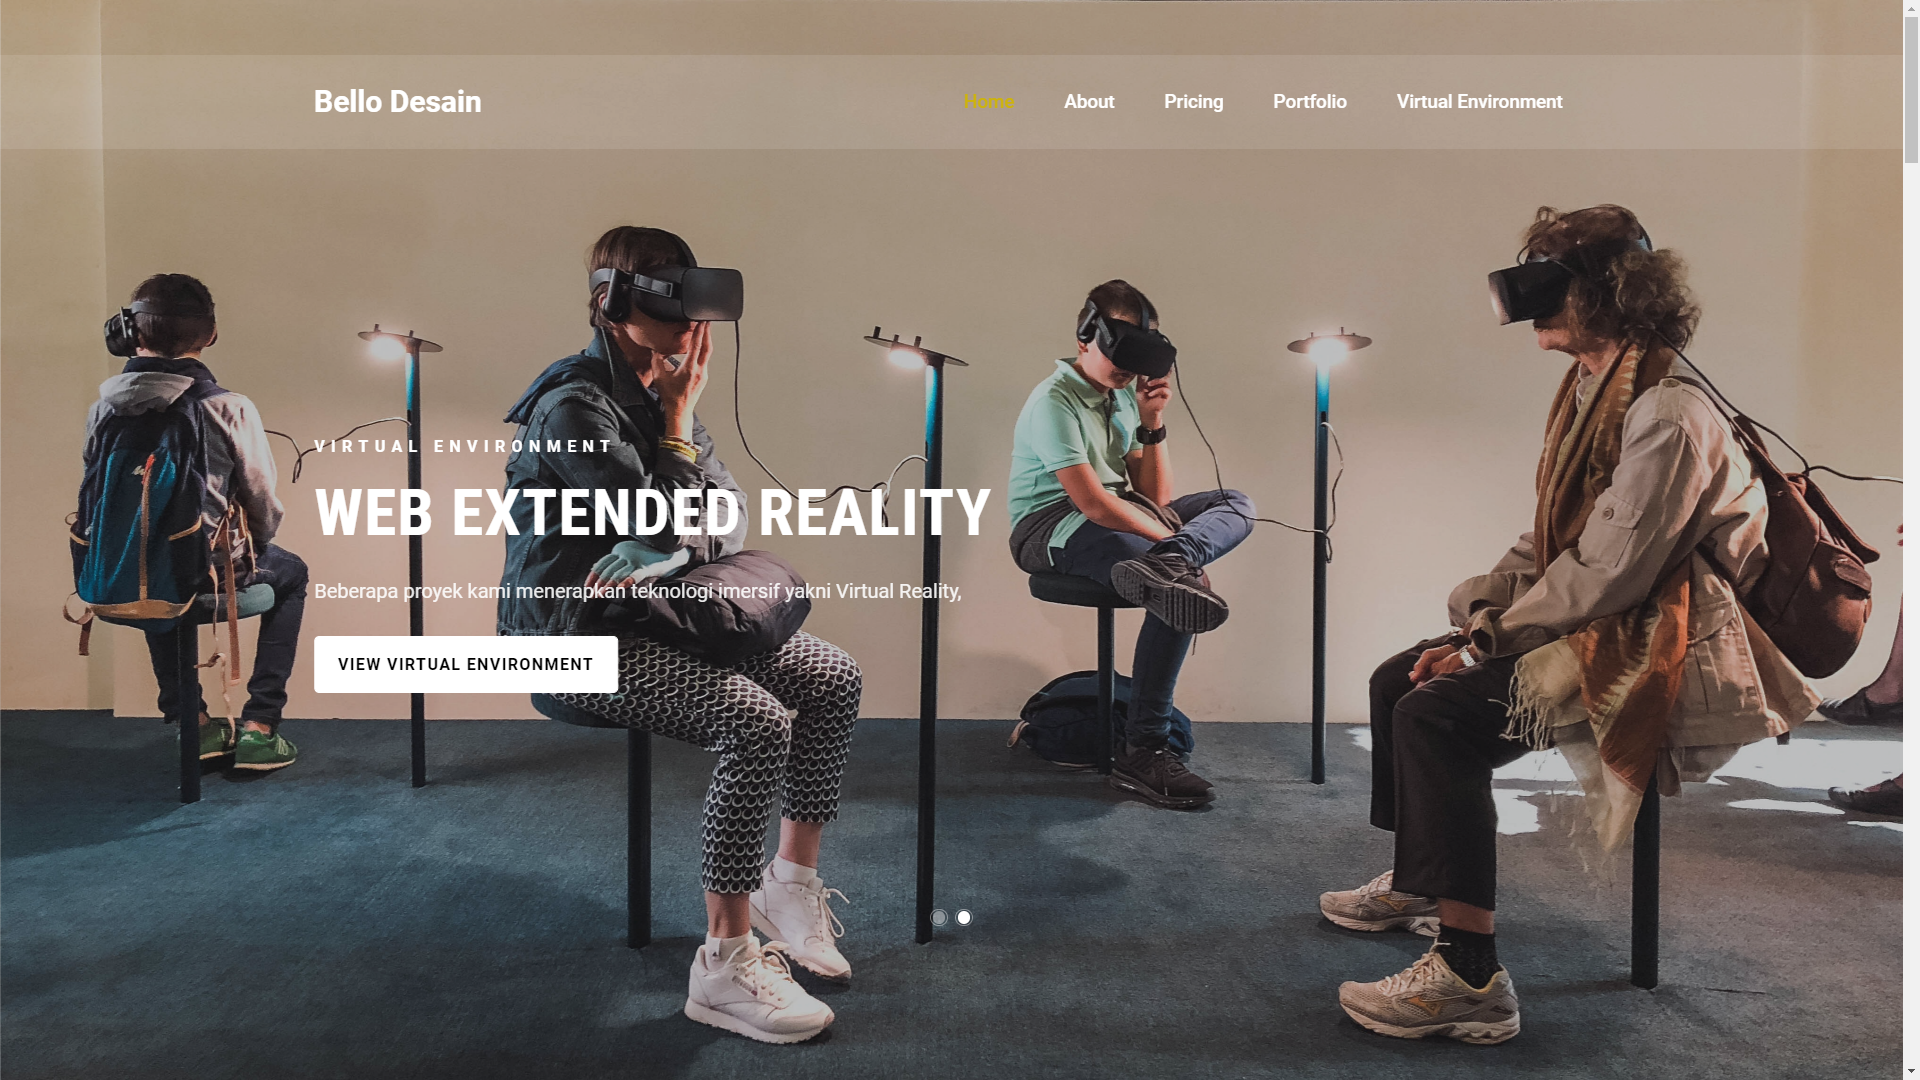 Bello Desain
Home
About
Pricing
Portfolio
Virtual Environment
VIRTUAL ENVIRONMENT
WEB EXTENDED REALITY
Beberapa proyek kami menerapkan teknologi imersif yakni Virtual Reality,
VIEW VIRTUAL ENVIRONMENT